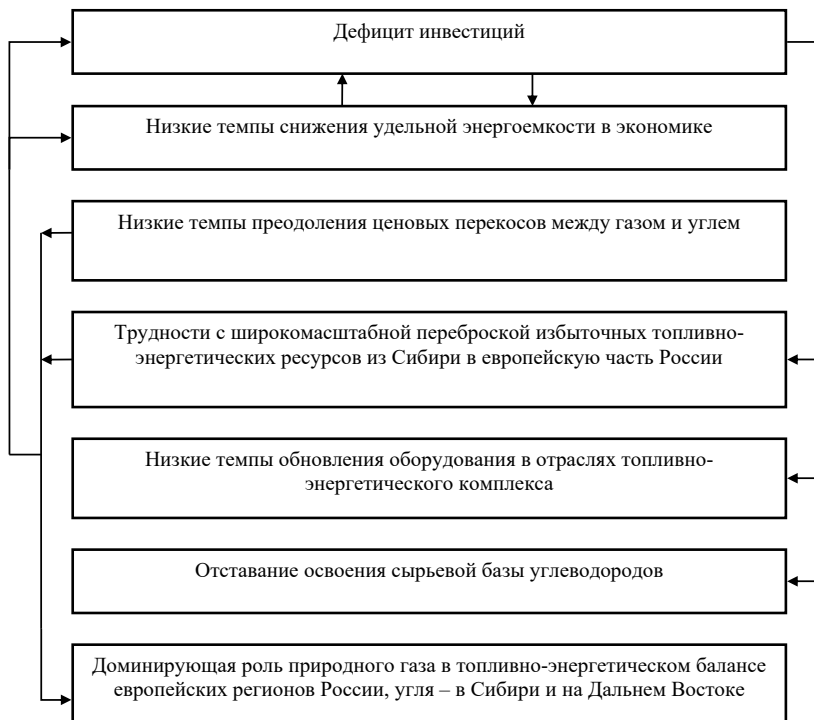 Дефицит инвестиций
Низкие темпы снижения удельной энергоемкости в экономике
Низкие темпы преодоления ценовых перекосов между газом и углем
Трудности с широкомасштабной переброской избыточных топливно-
энергетических ресурсов из Сибири в европейскую часть России
Низкие темпы обновления оборудования в отраслях топливно-
энергетического комплекса
Отставание освоения сырьевой базы углеводородов
Доминирующая роль природного газа в топливно-энергетическом балансе
европейских регионов России, угля – в Сибири и на Дальнем Востоке